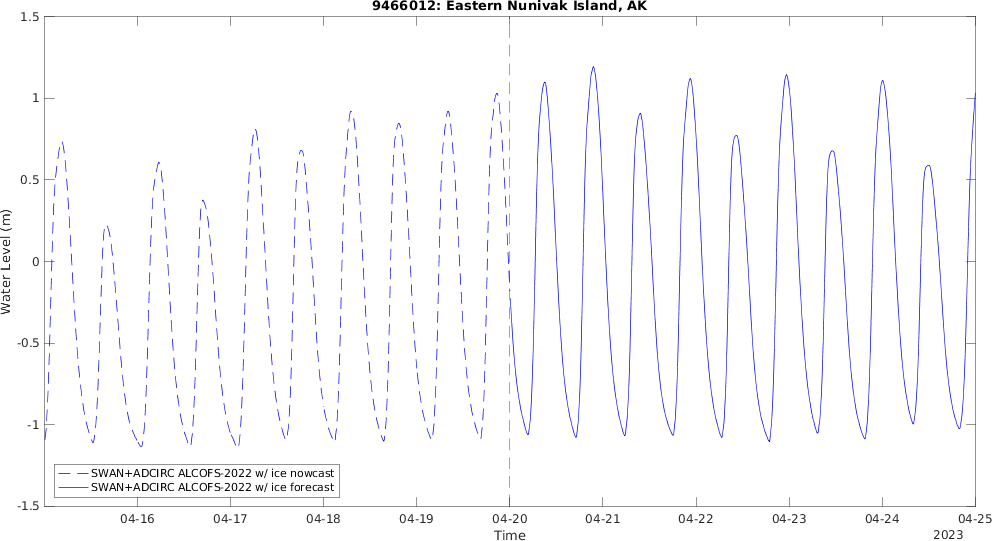 9466012: Eastern Nunivak Island, AK
1.5
1
0.5
0
-0.5
-1
-1.5
Water Level (m)
SWAN+ADCIRC ALCOFS-2022 w/ ice nowcast
SWAN+ADCIRC ALCOFS-2022 w/ ice forecast
04-16 04-17 04-18 04-19 04-20 04-21 04-22 04-23 04-24 04-25
Time
2023